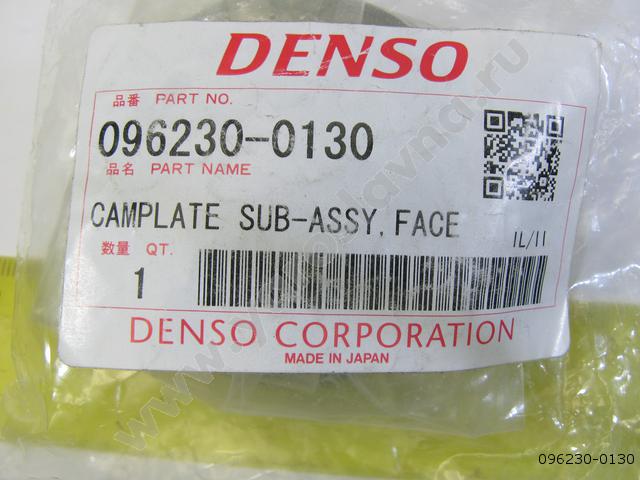 DENSO
品番 PART NO.
096230-0130
品名 PART NAME
CAMPLATE SUB-ASSY, FACE
IL/II
数量 QT.
1
DENSO CORPORATION
MADE IN JAPAN
096230-0130